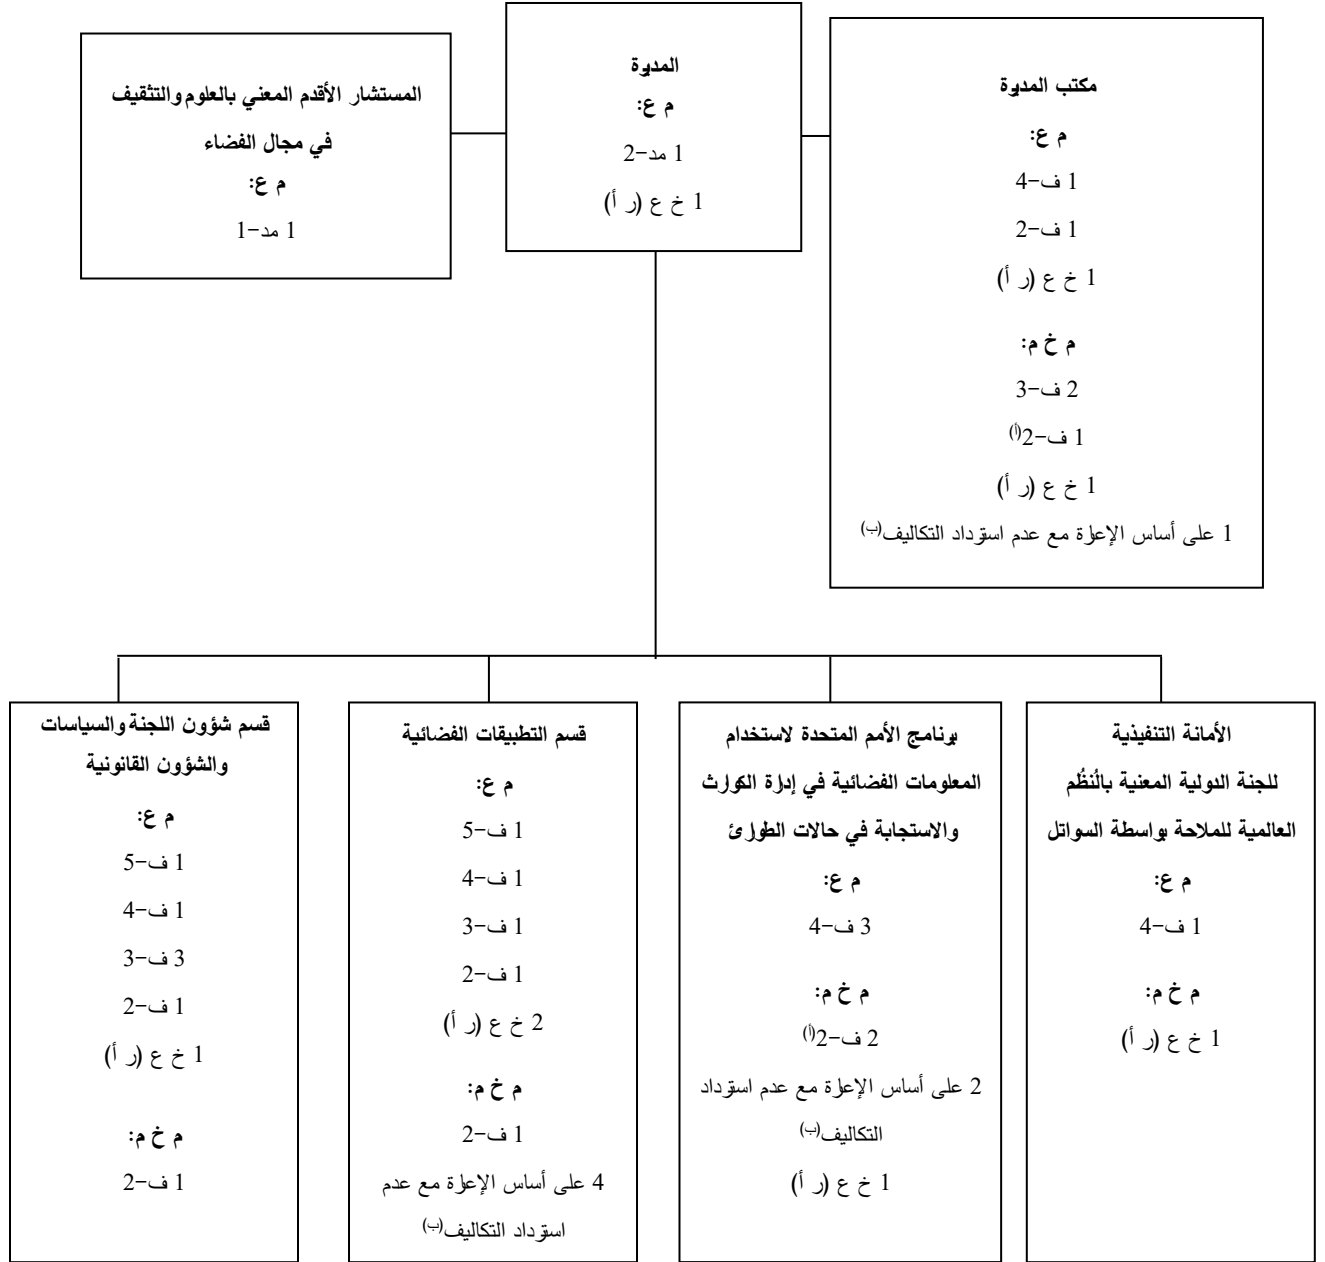 مكتب المديرة
م ع:
1 ف-4
1 ف-2
1 خ ع (ر أ)
م خ م:
2 ف-3
1 ف-2(أ)
1 خ ع (ر أ)
1 على أساس الإعارة مع عدم استرداد التكاليف(ب)
المديرة
م ع:
1 مد-2
1 خ ع (ر أ)
المستشار الأقدم المعني بالعلوم والتثقيف
في مجال الفضاء
م ع:
1 مد-1
الأمانة التنفيذية
للجنة الدولية المعنية بالنُظُم
العالمية للملاحة بواسطة السواتل
م ع:
1 ف-4
م خ م:
1 خ ع (ر أ)
برنامج الأمم المتحدة لاستخدام
المعلومات الفضائية في إدارة الكوارث
والاستجابة في حالات الطوارئ
م ع:
3 ف-4
م خ م:
2 ف-2(أ)
2 على أساس الإعارة مع عدم استرداد
التكاليف(ب)
1 خ ع (ر أ)
قسم التطبيقات الفضائية
م ع:
1 ف-5
1 ف-4
1 ف-3
1 ف-2
2 خ ع (ر أ)
م خ م:
1 ف-2
4 على أساس الإعارة مع عدم
استرداد التكاليف(ب)
قسم شؤون اللجنة والسياسات
والشؤون القانونية
م ع:
1 ف-5
1 ف-4
3 ف-3
1 ف-2
1 خ ع (ر أ)
م خ م:
1 ف-2